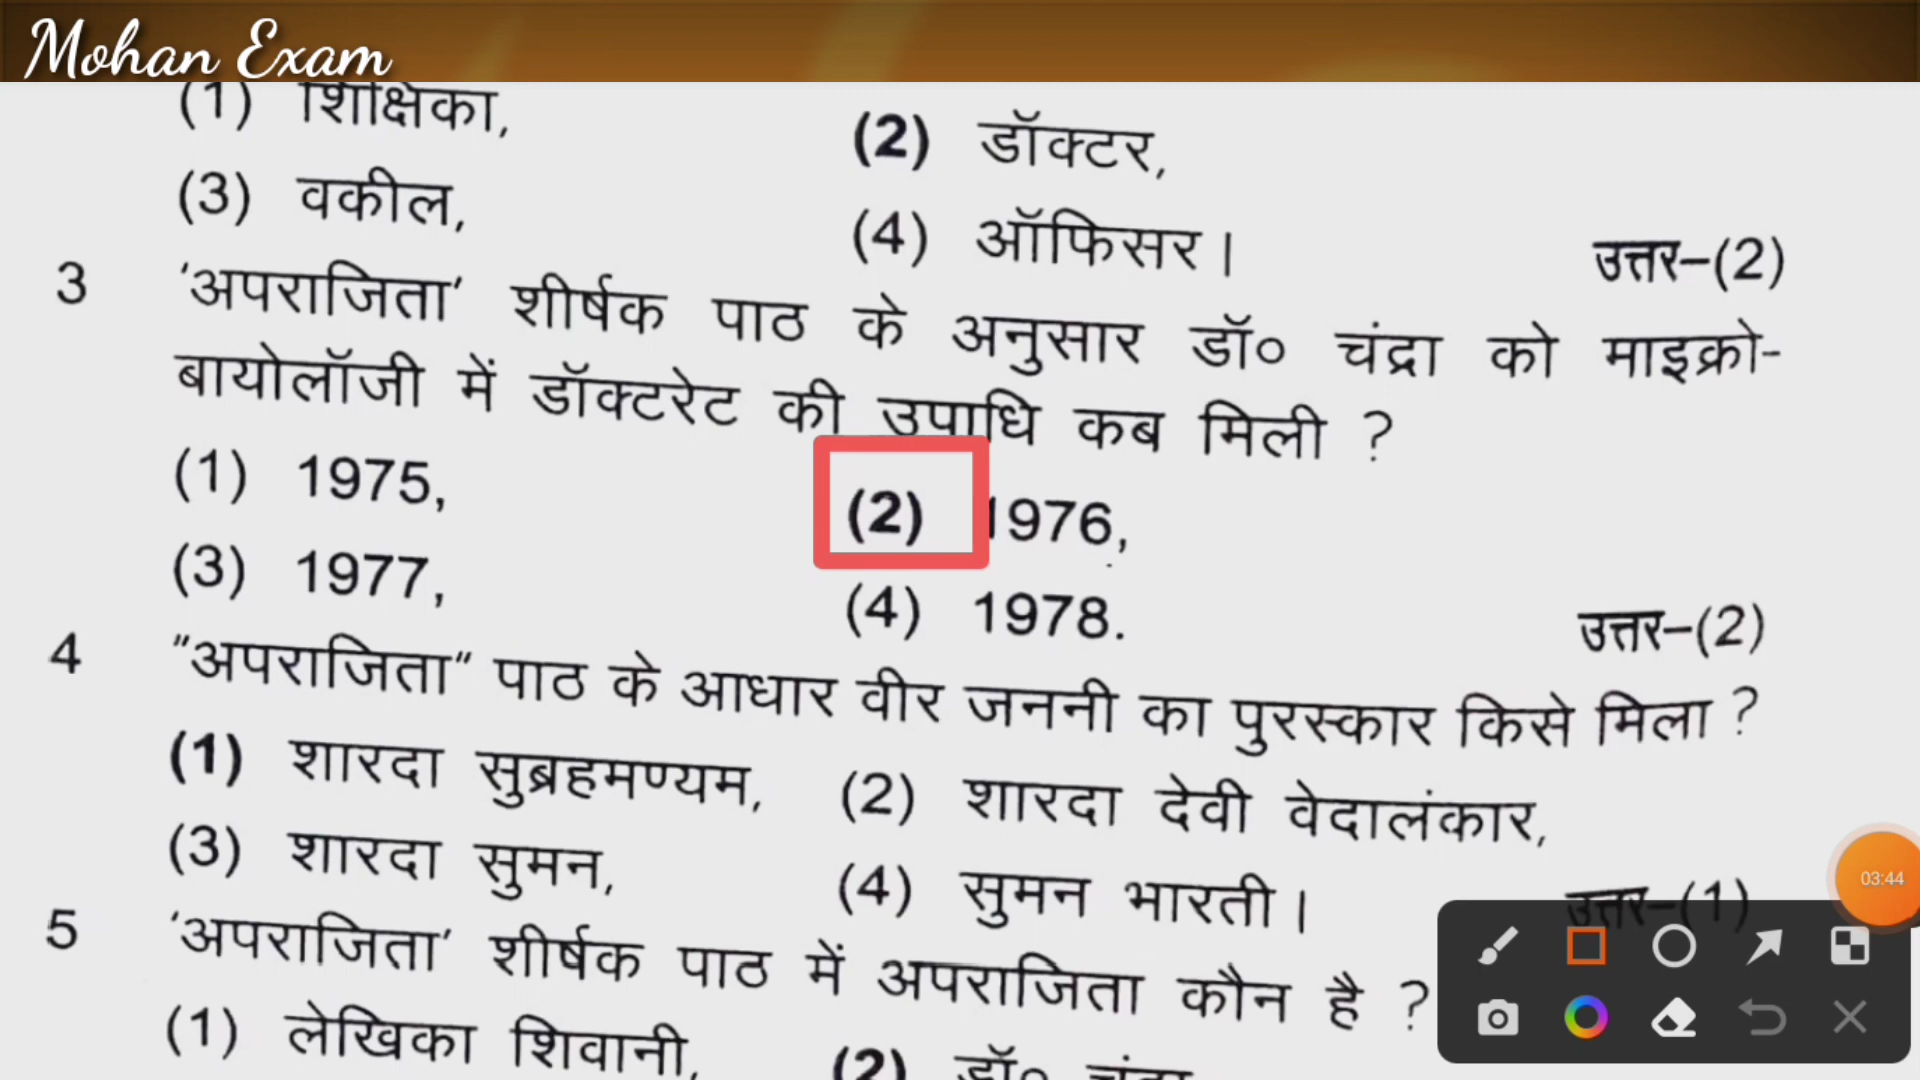 Mohan Exam
(1) शिक्षिका, (2) डॉक्टर,
(3) वकील, (4) ऑफिसर। उत्तर–(2)
3 ‘अपराजिता’ शीर्षक पाठ के अनुसार डॉ० चंद्रा को माइक्रो-
बायोलॉजी में डॉक्टरेट की उपाधि कब मिली ?
(1) 1975, (2) 1976,
(3) 1977, (4) 1978. उत्तर–(2)
4 “अपराजिता” पाठ के आधार वीर जननी का पुरस्कार किसे मिला ?
(1) शारदा सुब्रहमण्यम, (2) शारदा देवी वेदालंकार,
(3) शारदा सुमन, (4) सुमन भारती। उत्तर–(1)
5 ‘अपराजिता’ शीर्षक पाठ में अपराजिता कौन है ?
(1) लेखिका शिवानी, (2) डॉ० चंद्रा
03:44